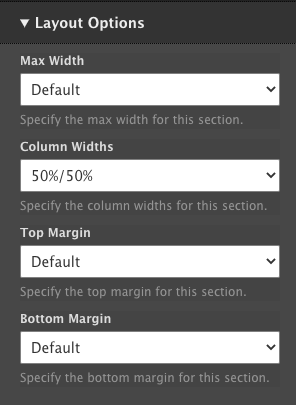 ▼ Layout Options
Max Width
Default
Specify the max width for this section.
Column Widths
50%/50%
Specify the column widths for this section.
Top Margin
Default
Specify the top margin for this section.
Bottom Margin
Default
Specify the bottom margin for this section.